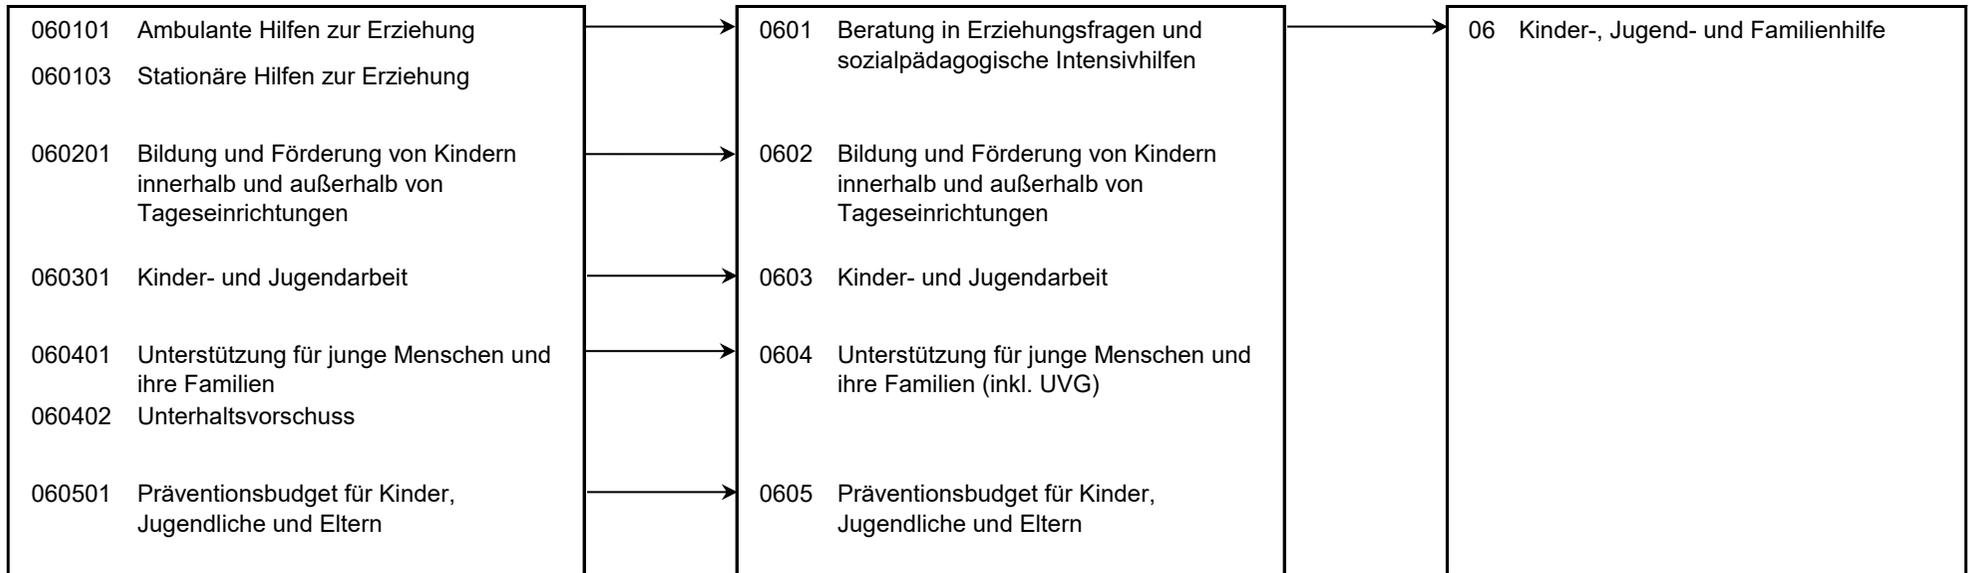 060101 Ambulante Hilfen zur Erziehung
060103 Stationäre Hilfen zur Erziehung
060201 Bildung und Förderung von Kindern
innerhalb und außerhalb von
Tageseinrichtungen
060301 Kinder- und Jugendarbeit
060401 Unterstützung für junge Menschen und
ihre Familien
060402 Unterhaltsvorschuss
060501 Präventionsbudget für Kinder,
Jugendliche und Eltern
0601 Beratung in Erziehungsfragen und
sozialpädagogische Intensivhilfen
0602 Bildung und Förderung von Kindern
innerhalb und außerhalb von
Tageseinrichtungen
0603 Kinder- und Jugendarbeit
0604 Unterstützung für junge Menschen und
ihre Familien (inkl. UVG)
0605 Präventionsbudget für Kinder,
Jugendliche und Eltern
06 Kinder-, Jugend- und Familienhilfe